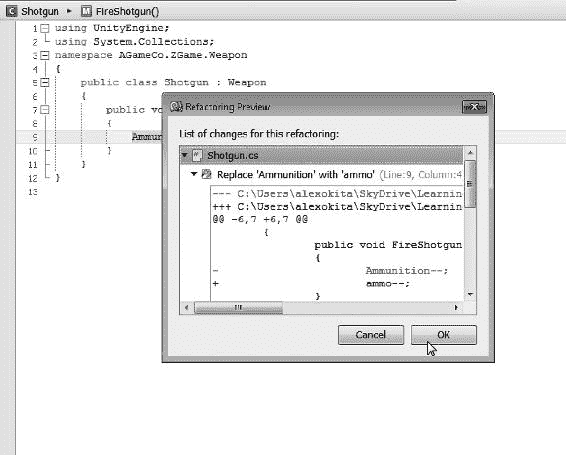 Shotgun ▸ M FireShotgun()
1 using UnityEngine;
2 using System.Collections;
3 namespace AGameCo.ZGame.Weapon
4 {
5 public class Shotgun : Weapon
6 {
7 public vo
8 {
9 Ammun
10 }
11 }
12 }
13
Refactoring Preview
List of changes for this refactoring:
Shotgun.cs
Replace 'Ammunition' with 'ammo' (Line:9, Column:4
--- C:\Users\alexokita\SkyDrive\Learnin
+++ C:\Users\alexokita\SkyDrive\Learnin
@@ -6,7 +6,7 @@
{
public void FireShotgun
{
- Ammunition--;
+ ammo--;
}
Cancel OK